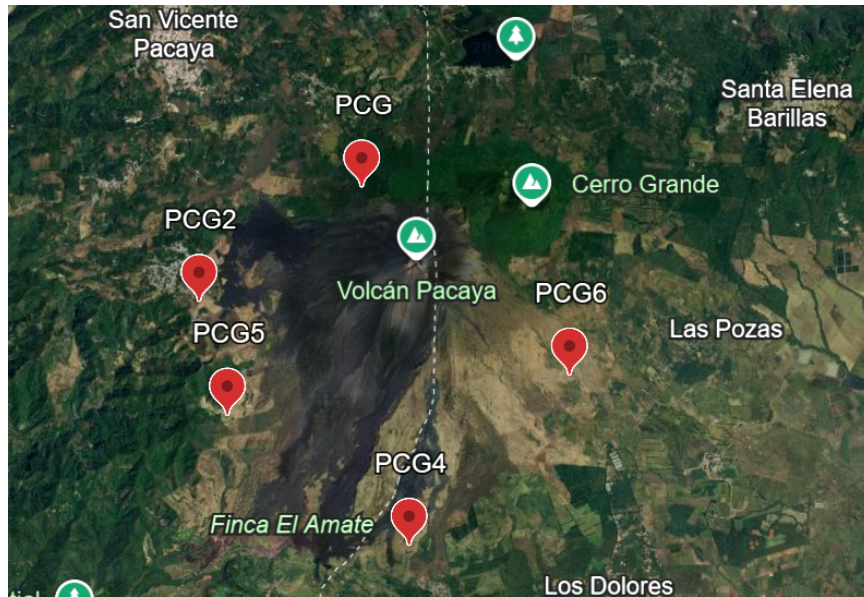 San Vicente
Pacaya
PCG
Santa Elena
Barillas
Cerro Grande
PCG2
Volcán Pacaya
PCG6
PCG5
Las Pozas
PCG4
Finca El Amate
Los Dolores